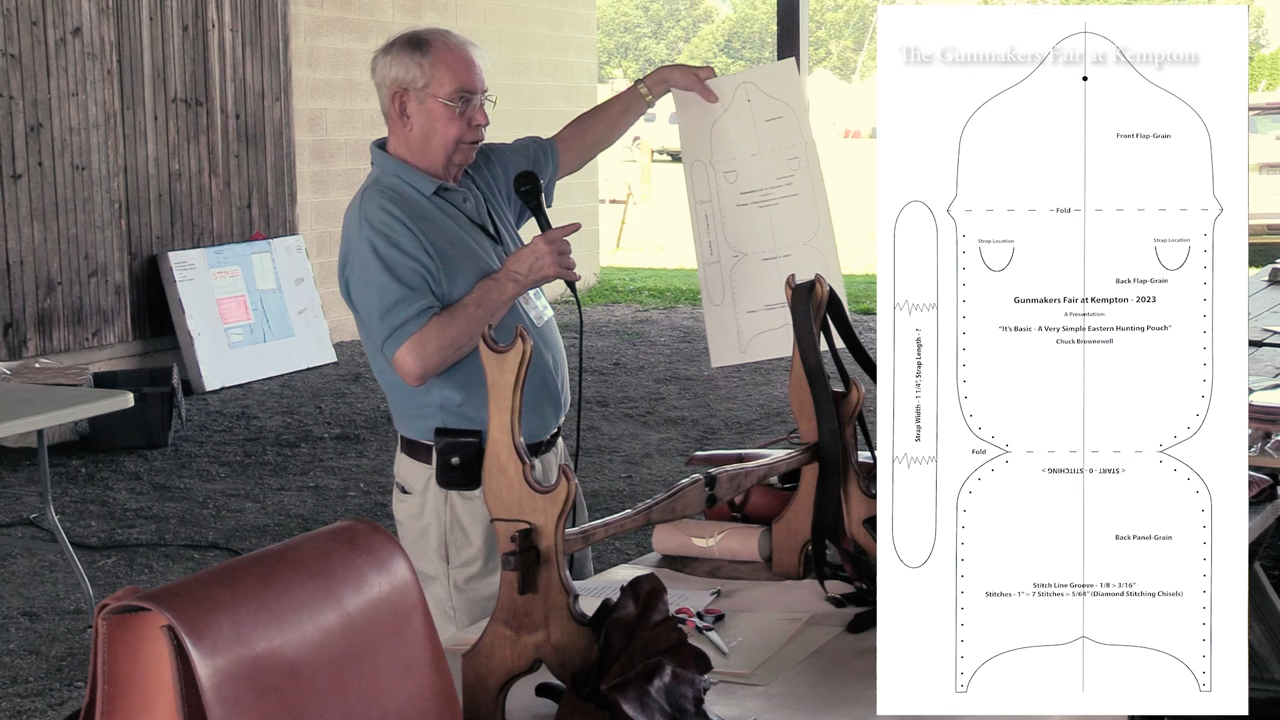 The Gunmakers Fair at Kempton
Front Flap-Grain
Fold
Strap Location
Strap Location
Back Flap-Grain
Gunmakers Fair at Kempton - 2023
A Presentation:
"It's Basic - A Very Simple Eastern Hunting Pouch"
Chuck Brownewell
Strap Width - 1 1/4", Strap Length - ?
Fold
< START - 0 - STITCHING >
Back Panel-Grain
Stitch Line Groove - 1/8 > 3/16"
Stitches - 1" = 7 Stitches = 5/64" (Diamond Stitching Chisels)